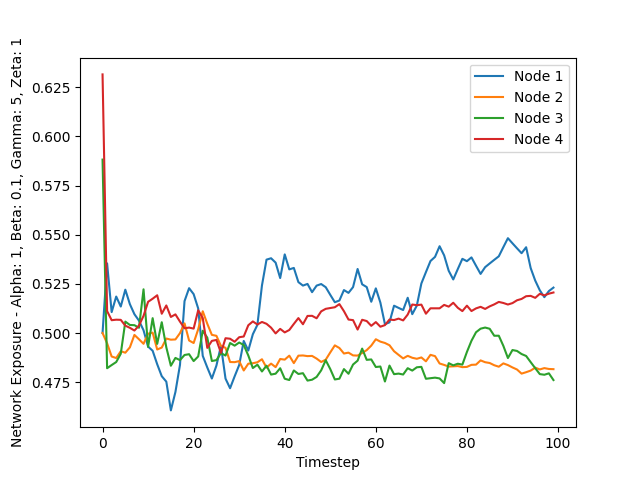 Network Exposure - Alpha: 1, Beta: 0.1, Gamma: 5, Zeta: 1
0.625
0.600
0.575
0.550
0.525
0.500
0.475
Node 1
Node 2
Node 3
Node 4
0
20
40
60
80
100
Timestep